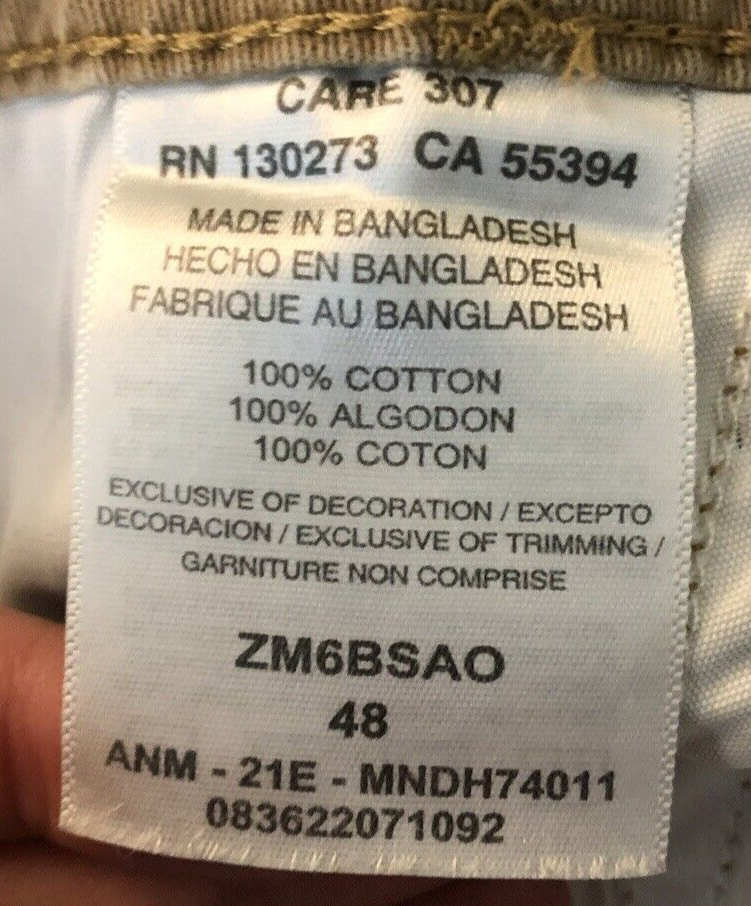 CARE 307
RN 130273 CA 55394
MADE IN BANGLADESH
HECHO EN BANGLADESH
FABRIQUE AU BANGLADESH
100% COTTON
100% ALGODON
100% COTON
EXCLUSIVE OF DECORATION / EXCEPTO
DECORACION / EXCLUSIVE OF TRIMMING /
GARNITURE NON COMPRISE
ZM6BSAO
48
ANM - 21E - MNDH74011
083622071092